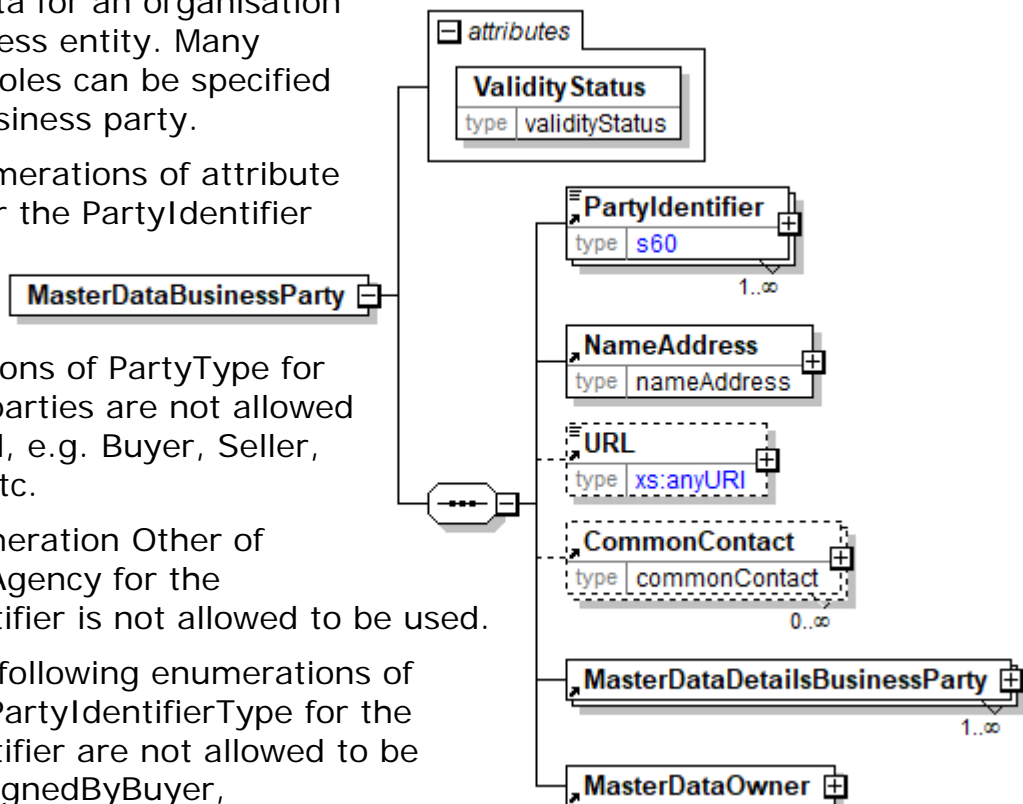 ta for an organisation
ess entity. Many
oles can be specified
siness party.
merations of attribute
r the PartyIdentifier
MasterDataBusinessParty
ons of PartyType for
parties are not allowed
l, e.g. Buyer, Seller,
tc.
neration Other of
Agency for the
tifier is not allowed to be used.
following enumerations of
PartyIdentifierType for the
tifier are not allowed to be
gnedByBuyer,
attributes
ValidityStatus
type validityStatus
PartyIdentifier
type s60
1..∞
NameAddress
type nameAddress
URL
type xs:anyURI
CommonContact
type commonContact
0..∞
MasterDataDetailsBusinessParty
1..∞
MasterDataOwner